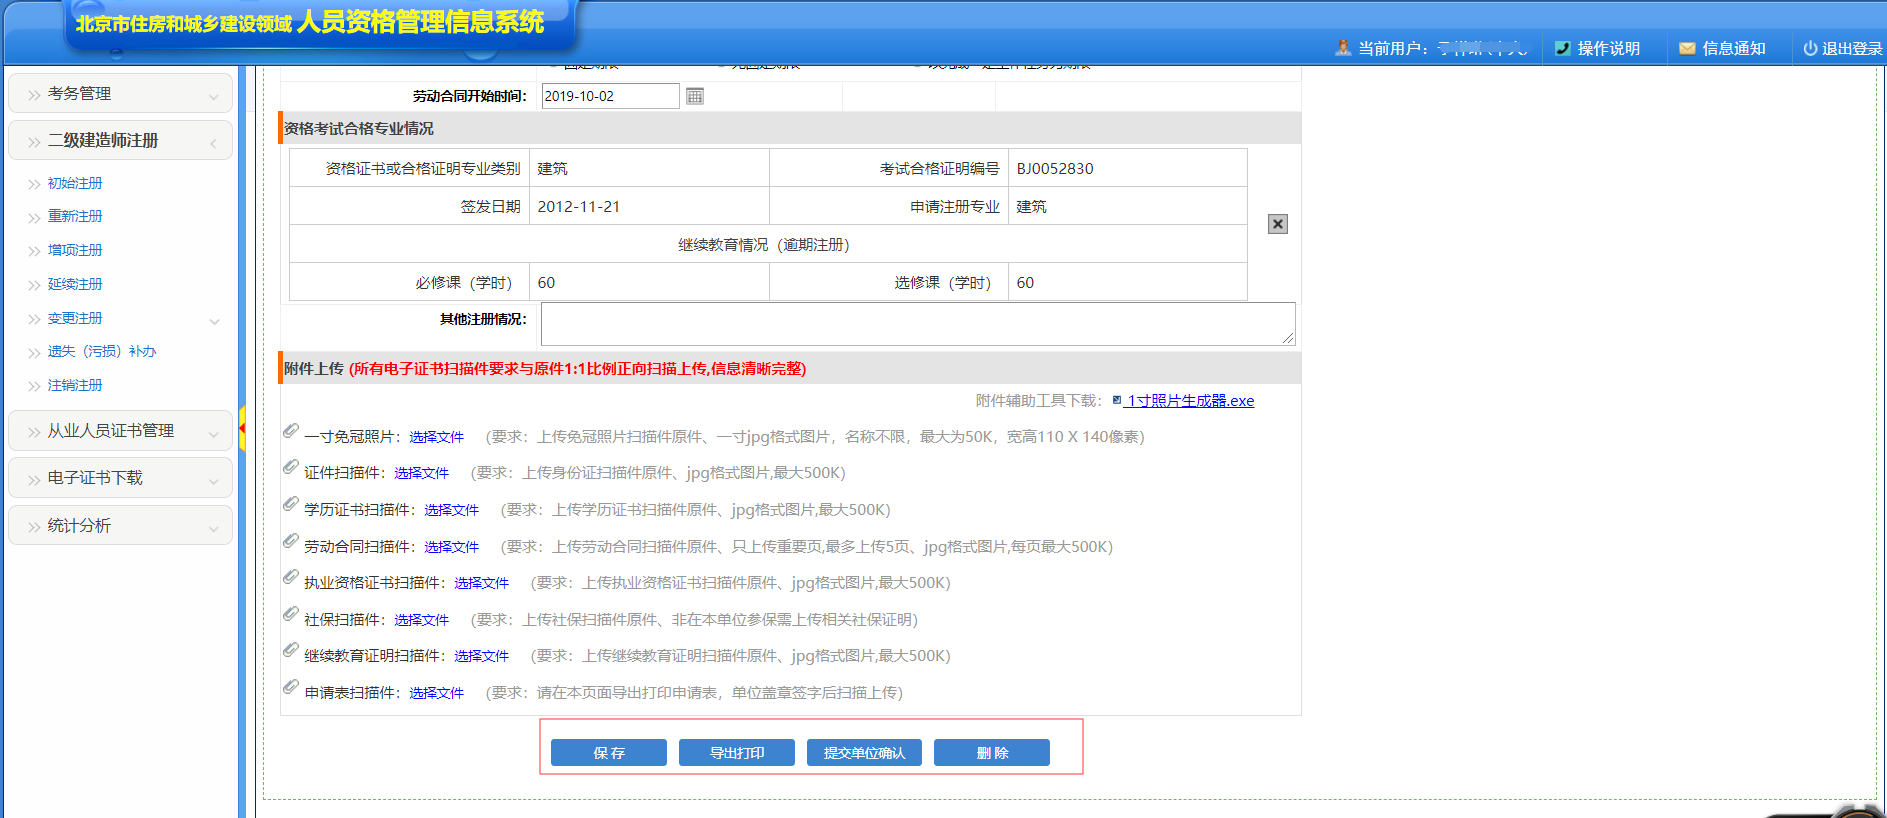 北京市住房和城乡建设领域 人员资格管理信息系统
当前用户： 操作说明 信息通知 退出登录
考务管理
二级建造师注册
初始注册
重新注册
增项注册
延续注册
变更注册
遗失（污损）补办
注销注册
从业人员证书管理
电子证书下载
统计分析
劳动合同开始时间： 2019-10-02
资格考试合格专业情况
资格证书或合格证明专业类别 建筑 考试合格证明编号 BJ0052830
签发日期 2012-11-21 申请注册专业 建筑
继续教育情况（逾期注册）
必修课（学时） 60 选修课（学时） 60
其他注册情况：
附件上传 (所有电子证书扫描件要求与原件1:1比例正向扫描上传,信息清晰完整)
附件辅助工具下载： 1寸照片生成器.exe
一寸免冠照片：选择文件 (要求：上传免冠照片扫描件原件、一寸jpg格式图片，名称不限，最大为50K，宽高110 X 140像素)
证件扫描件：选择文件 (要求：上传身份证扫描件原件、jpg格式图片,最大500K)
学历证书扫描件：选择文件 (要求：上传学历证书扫描件原件、jpg格式图片,最大500K)
劳动合同扫描件：选择文件 (要求：上传劳动合同扫描件原件、只上传重要页,最多上传5页、jpg格式图片,每页最大500K)
执业资格证书扫描件：选择文件 (要求：上传执业资格证书扫描件原件、jpg格式图片,最大500K)
社保扫描件：选择文件 (要求：上传社保扫描件原件、非在本单位参保需上传相关社保证明)
继续教育证明扫描件：选择文件 (要求：上传继续教育证明扫描件原件、jpg格式图片,最大500K)
申请表扫描件：选择文件 (要求：请在本页面导出打印申请表，单位盖章签字后扫描上传)
保 存 导出打印 提交单位确认 删 除